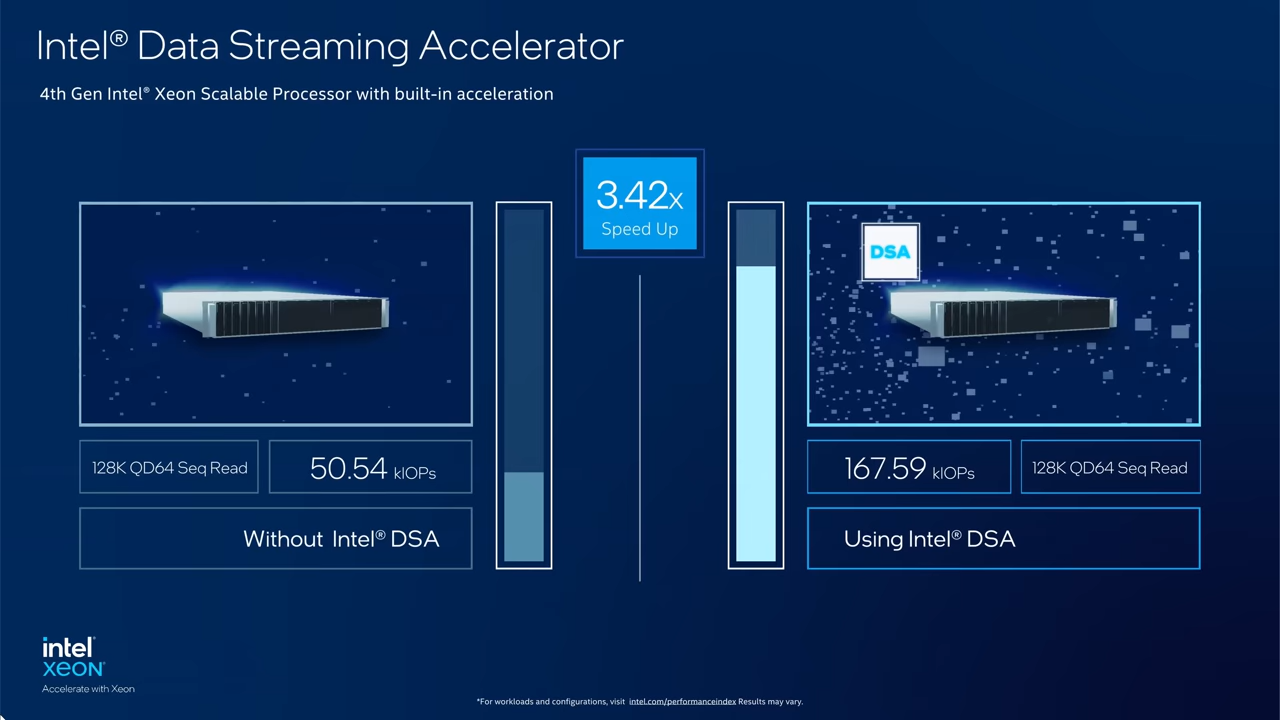 Intel® Data Streaming Accelerator
4th Gen Intel® Xeon Scalable Processor with built-in acceleration
3.42x
Speed Up
DSA
128K QD64 Seq Read
50.54 kIOPs
167.59 kIOPs
128K QD64 Seq Read
Without Intel® DSA
Using Intel® DSA
intel®
xeon®
Accelerate with Xeon
*For workloads and configurations, visit intel.com/performanceindex Results may vary.